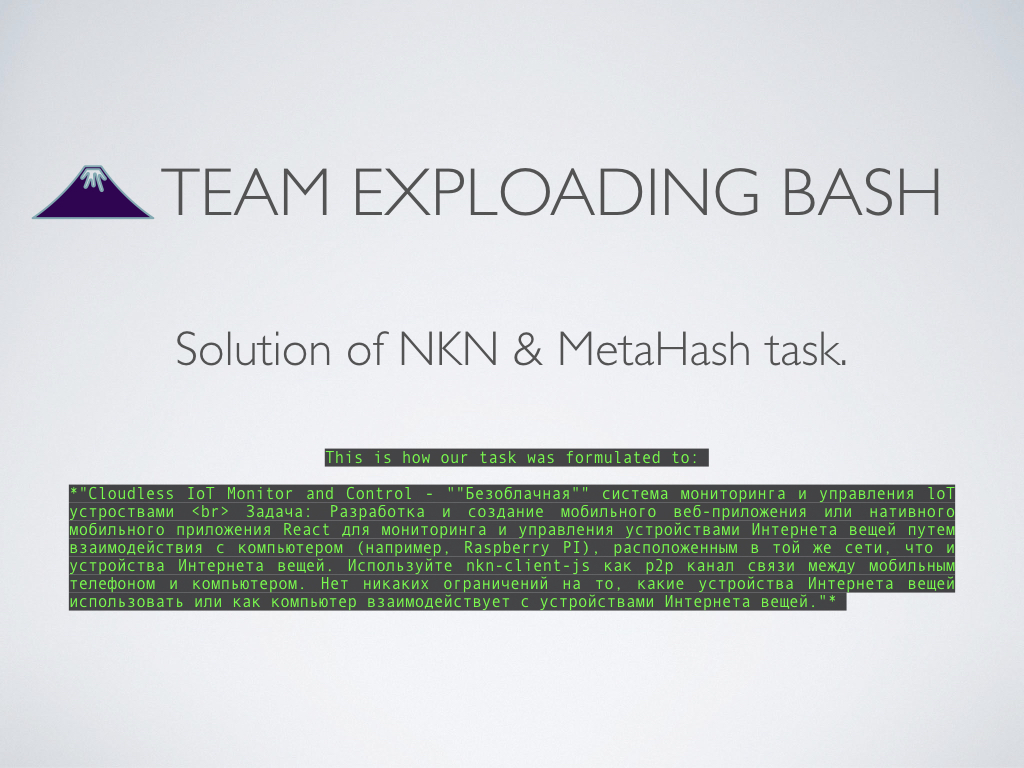 TEAM EXPLOADING BASH
Solution of NKN & MetaHash task.
This is how our task was formulated to:
*"Cloudless IoT Monitor and Control - ""Безоблачная"" система мониторинга и управления loT
устроствами <br> Задача: Разработка и создание мобильного веб-приложения или нативного
мобильного приложения React для мониторинга и управления устройствами Интернета вещей путем
взаимодействия с компьютером (например, Raspberry PI), расположенным в той же сети, что и
устройства Интернета вещей. Используйте nkn-client-js как p2p канал связи между мобильным
телефоном и компьютером. Нет никаких ограничений на то, какие устройства Интернета вещей
использовать или как компьютер взаимодействует с устройствами Интернета вещей."*